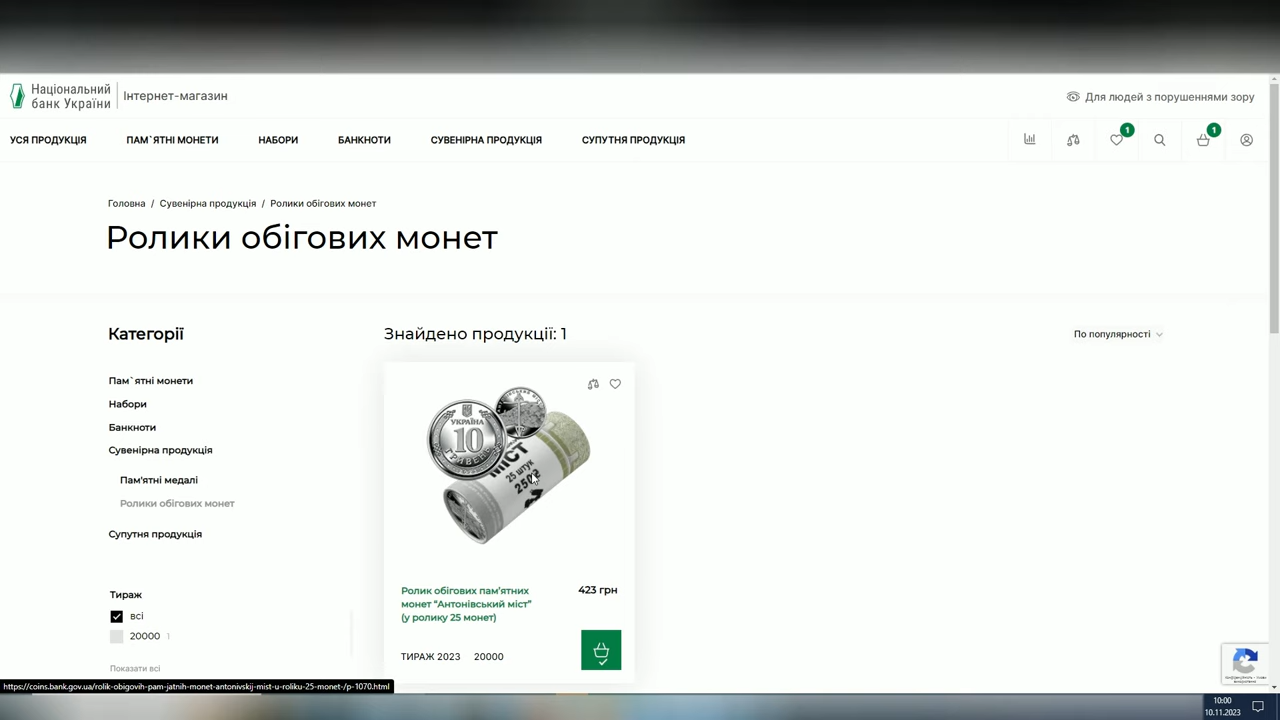 Національний
банк України
Інтернет-магазин
Для людей з порушеннями зору
УСЯ ПРОДУКЦІЯ
ПАМ`ЯТНІ МОНЕТИ
НАБОРИ
БАНКНОТИ
СУВЕНІРНА ПРОДУКЦІЯ
СУПУТНЯ ПРОДУКЦІЯ
1
1
Головна / Сувенірна продукція / Ролики обігових монет
Ролики обігових монет
Категорії
Знайдено продукції: 1
По популярності
Пам`ятні монети
Набори
Банкноти
Сувенірна продукція
Пам'ятні медалі
Ролики обігових монет
Супутня продукція
Тираж
всі
20000 1
Показати всі
УКРАЇНА
10
ГРИВЕНЬ
МІСТ
25 штук
250₴
Ролик обігових пам’ятних
монет “Антонівський міст”
(у ролику 25 монет)
423 грн
ТИРАЖ 2023 20000
https://coins.bank.gov.ua/rolik-obigovih-pam-jatnih-monet-antonivskij-mist-u-roliku-25-monet-/p-1070.html
10:00
10.11.2023